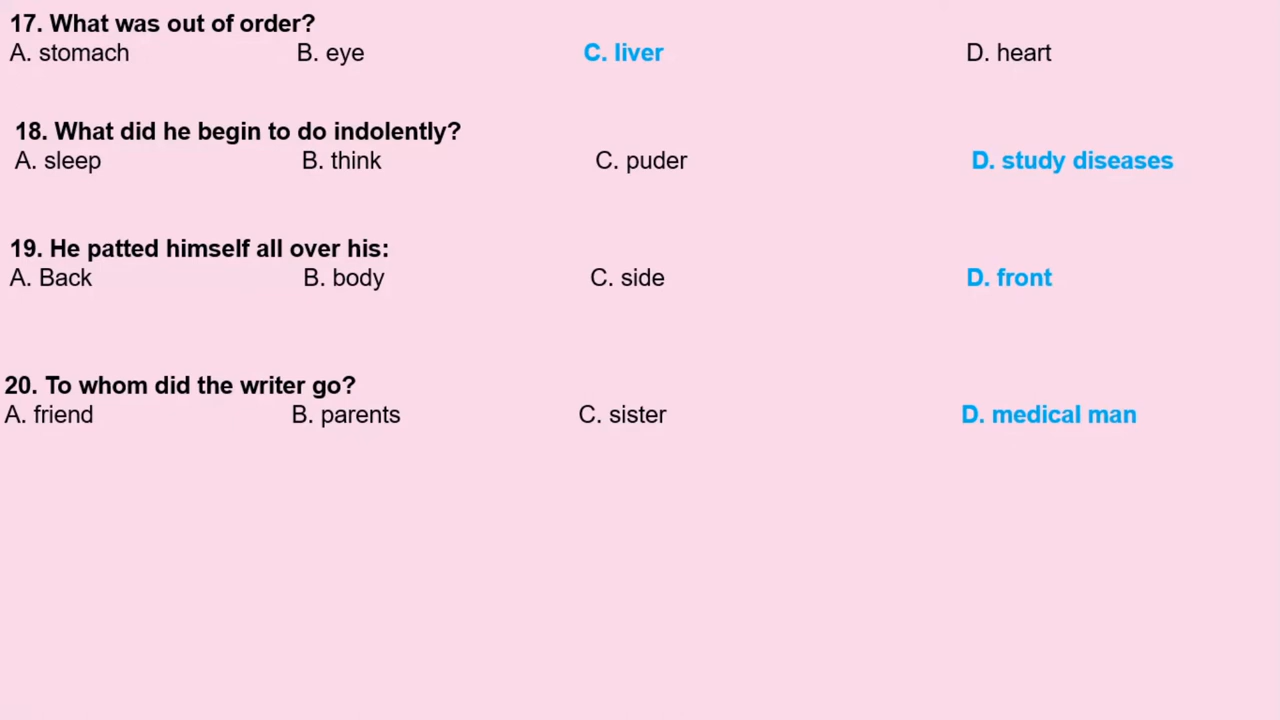 17. What was out of order?
A. stomach B. eye C. liver D. heart
18. What did he begin to do indolently?
A. sleep B. think C. puder D. study diseases
19. He patted himself all over his:
A. Back B. body C. side D. front
20. To whom did the writer go?
A. friend B. parents C. sister D. medical man